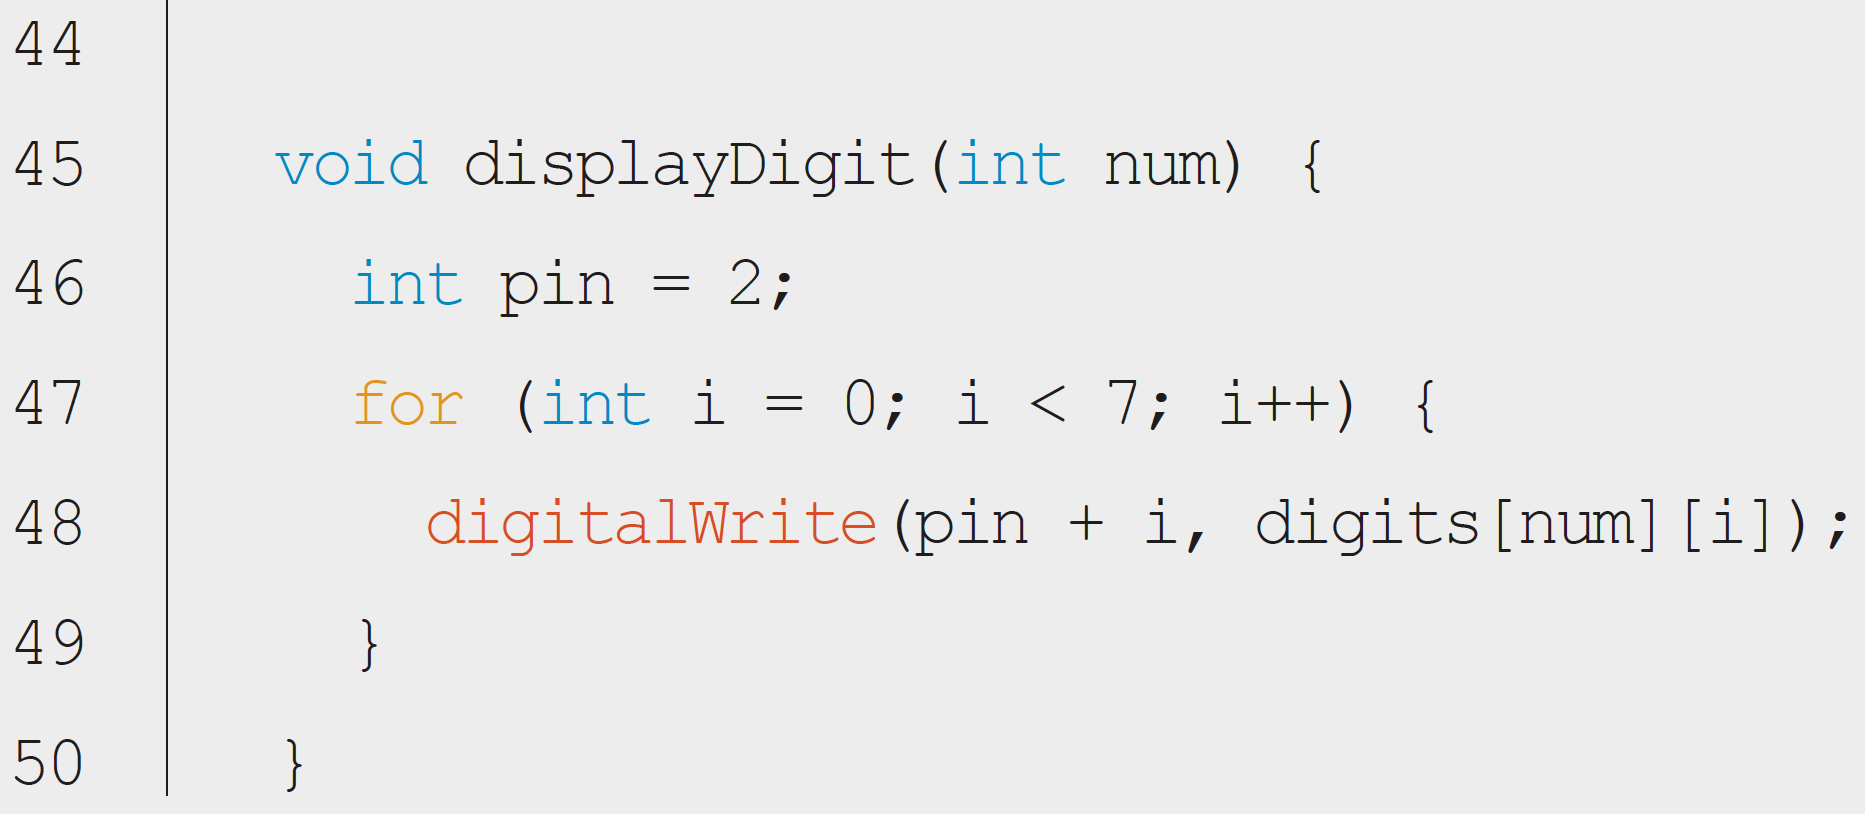 44
45 void displayDigit(int num) {
46 int pin = 2;
47 for (int i = 0; i < 7; i++) {
48 digitalWrite(pin + i, digits[num][i]);
49 }
50 }